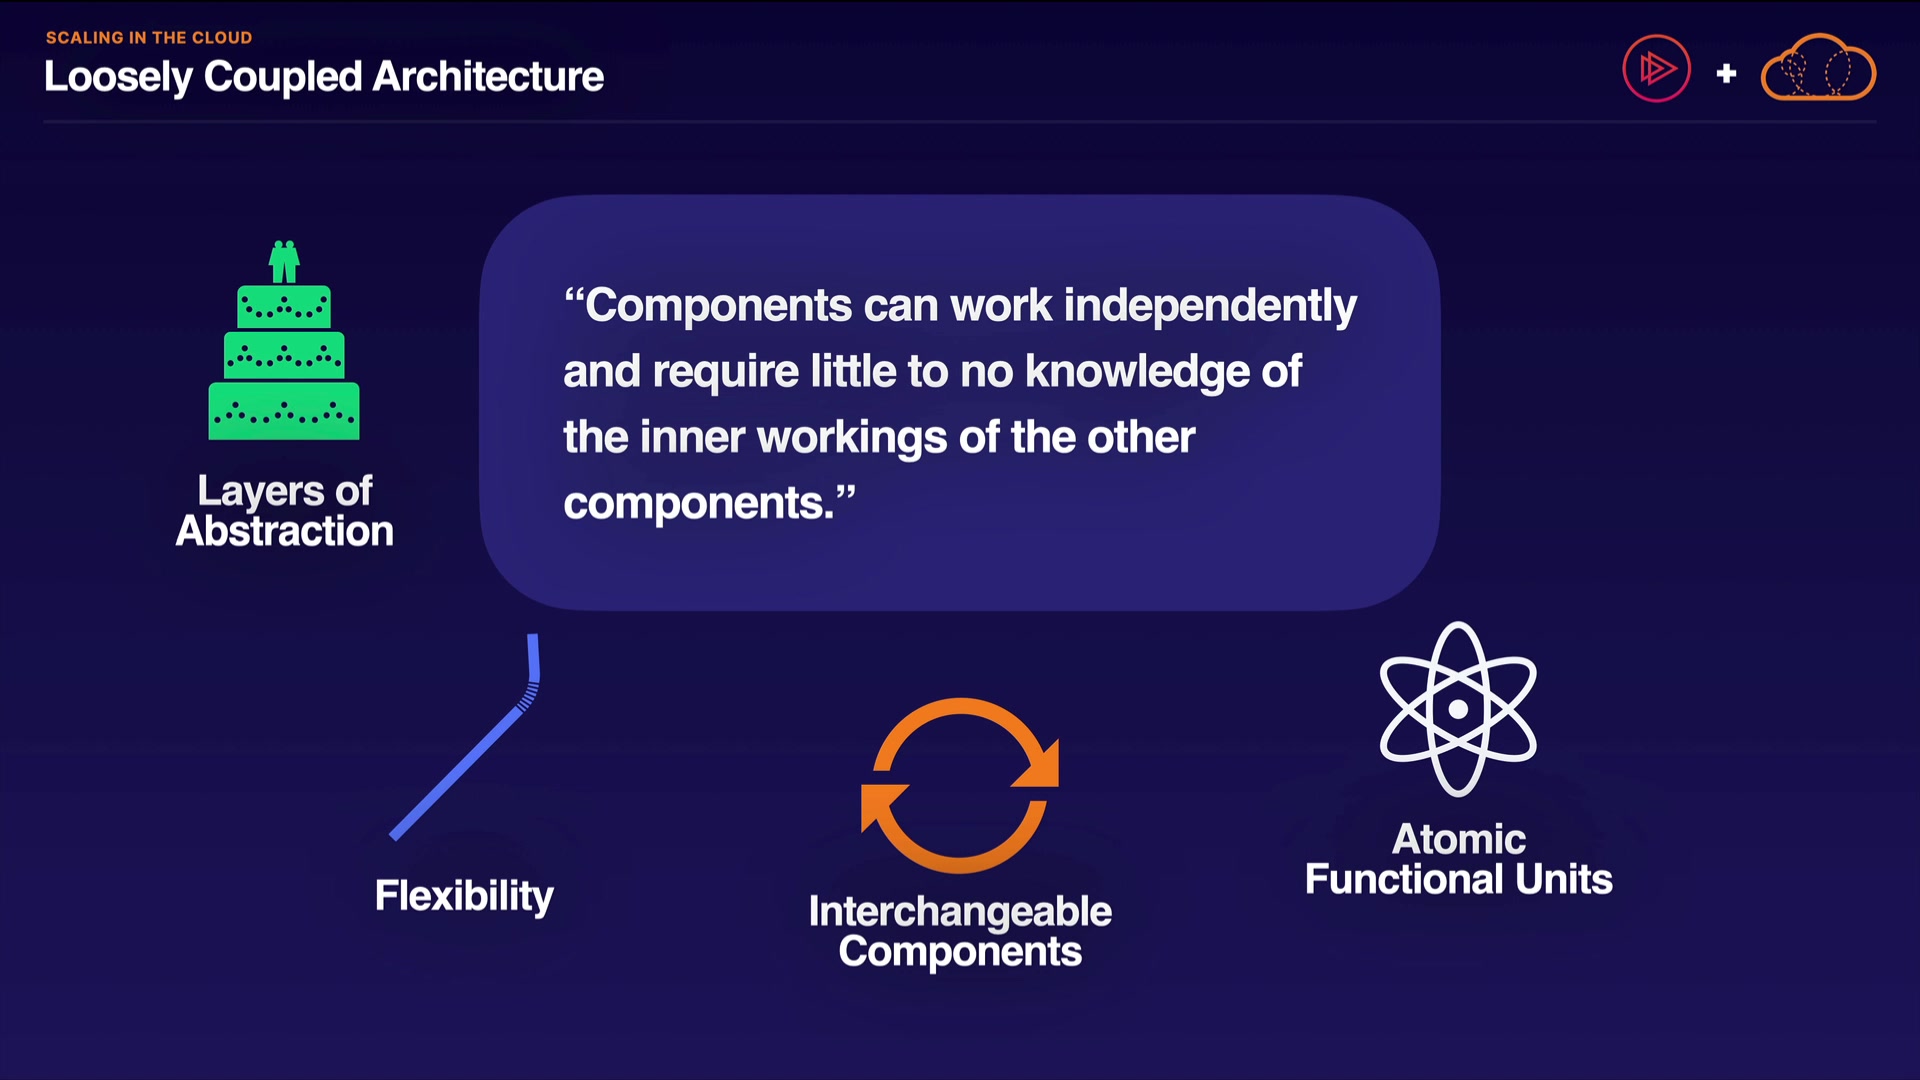 SCALING IN THE CLOUD
Loosely Coupled Architecture
“Components can work independently
and require little to no knowledge of
the inner workings of the other
components.”
Layers of
Abstraction
Flexibility
Interchangeable
Components
Atomic
Functional Units